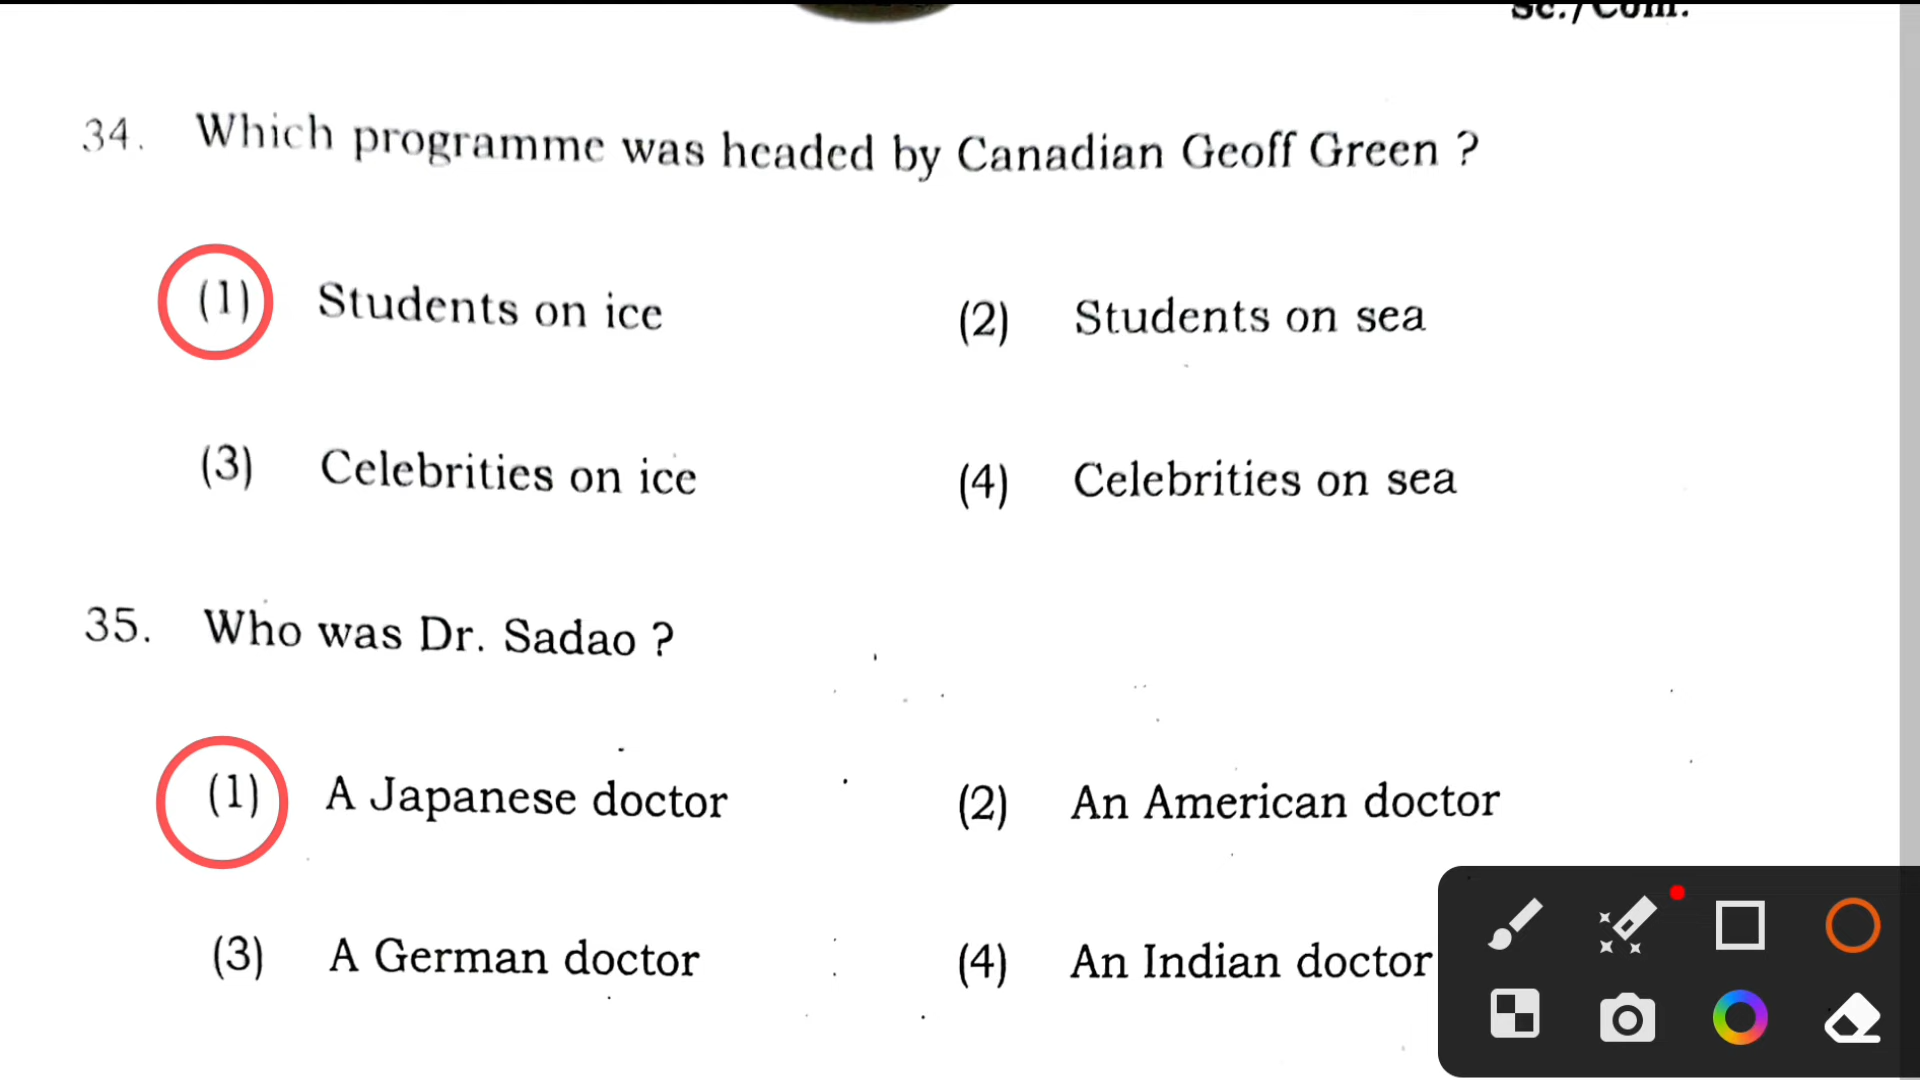 Sc./Com.
34. Which programme was headed by Canadian Geoff Green ?
(1) Students on ice (2) Students on sea
(3) Celebrities on ice (4) Celebrities on sea
35. Who was Dr. Sadao ?
(1) A Japanese doctor (2) An American doctor
(3) A German doctor (4) An Indian doctor